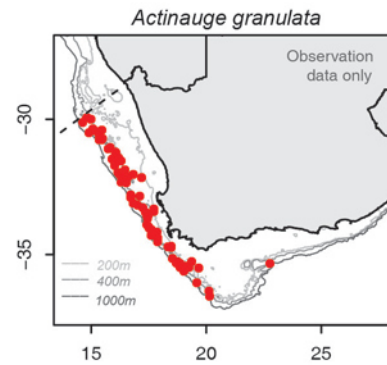 Actinauge granulata
Observation
data only
−30
−35
200m
400m
1000m
15
20
25